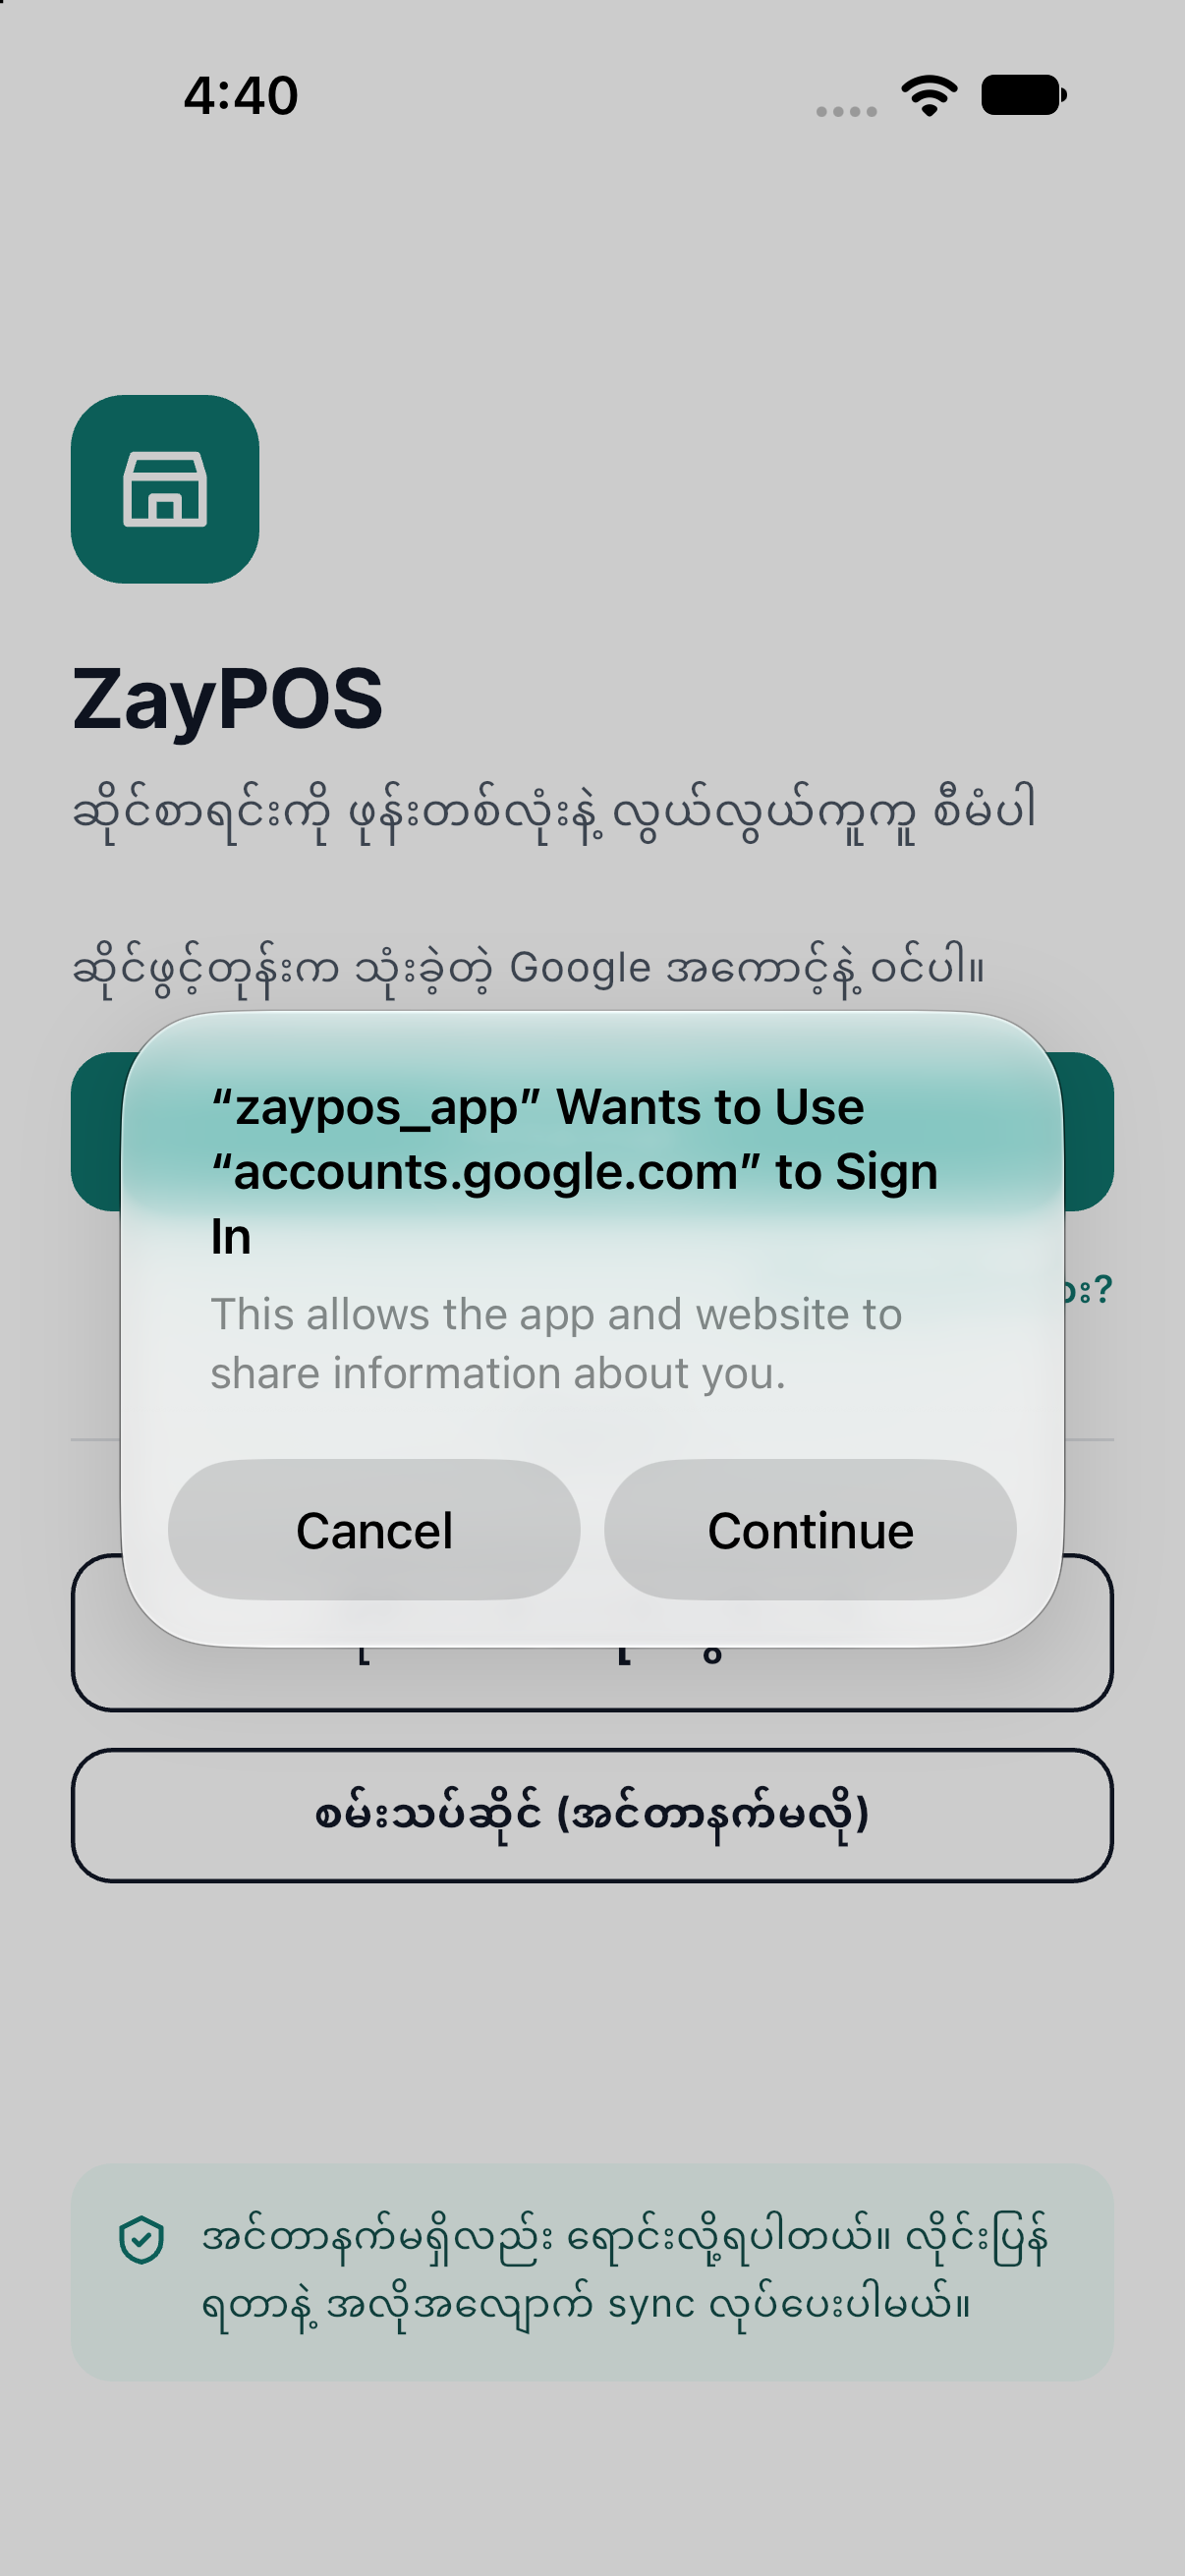 4:40
ZayPOS
ဆိုင်စာရင်းကို ဖုန်းတစ်လုံးနဲ့ လွယ်လွယ်ကူကူ စီမံပါ
ဆိုင်ဖွင့်တုန်းက သုံးခဲ့တဲ့ Google အကောင့်နဲ့ ဝင်ပါ။
“zaypos_app” Wants to Use
“accounts.google.com” to Sign
In
This allows the app and website to
share information about you.
Cancel
Continue
စမ်းသပ်ဆိုင် (အင်တာနက်မလို)
အင်တာနက်မရှိလည်း ရောင်းလို့ရပါတယ်။ လိုင်းပြန်
ရတာနဲ့ အလိုအလျောက် sync လုပ်ပေးပါမယ်။